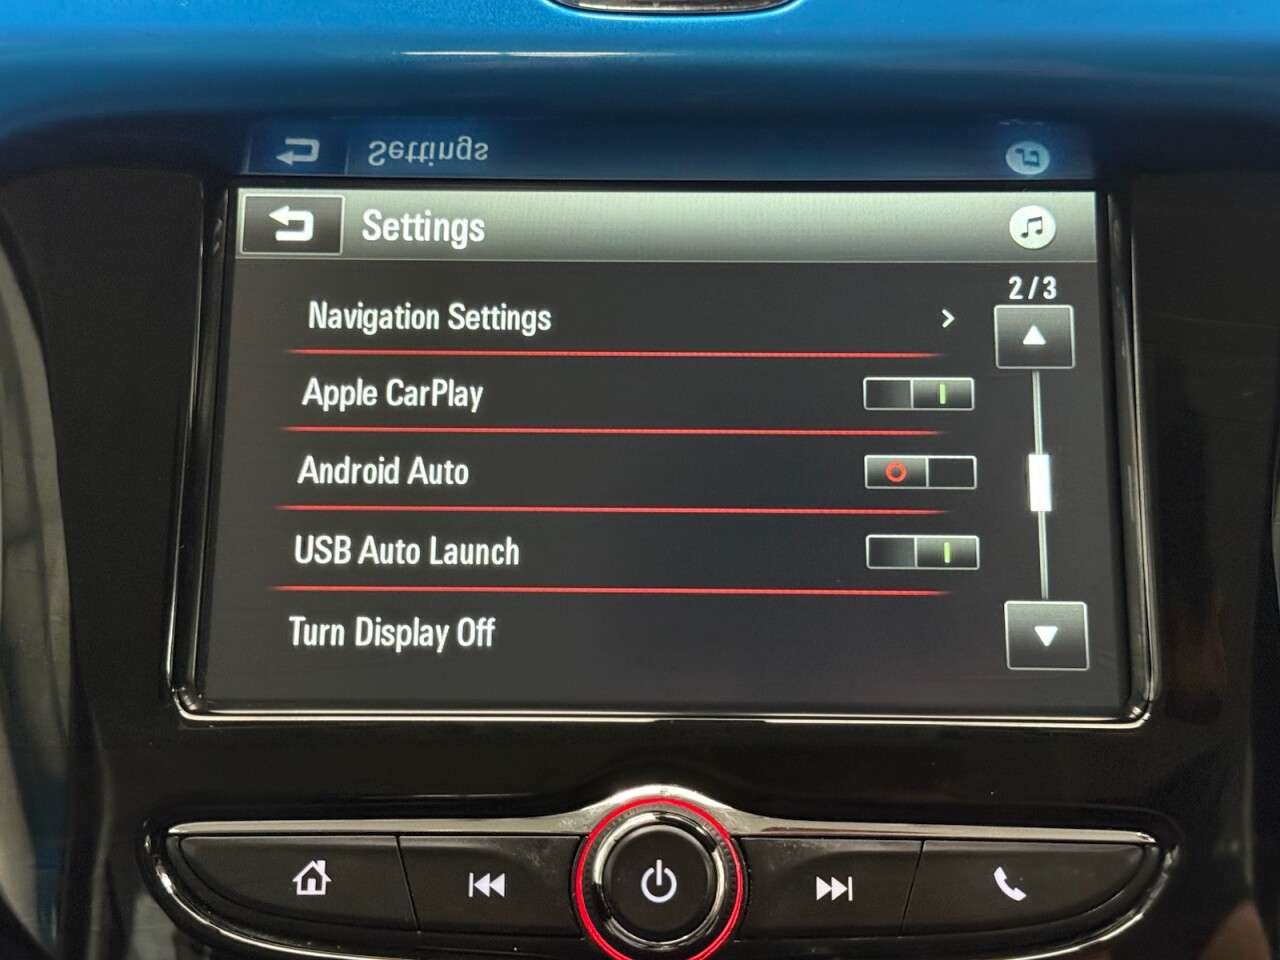 Settings
Settings
2/3
Navigation Settings
Apple CarPlay
Android Auto
USB Auto Launch
Turn Display Off